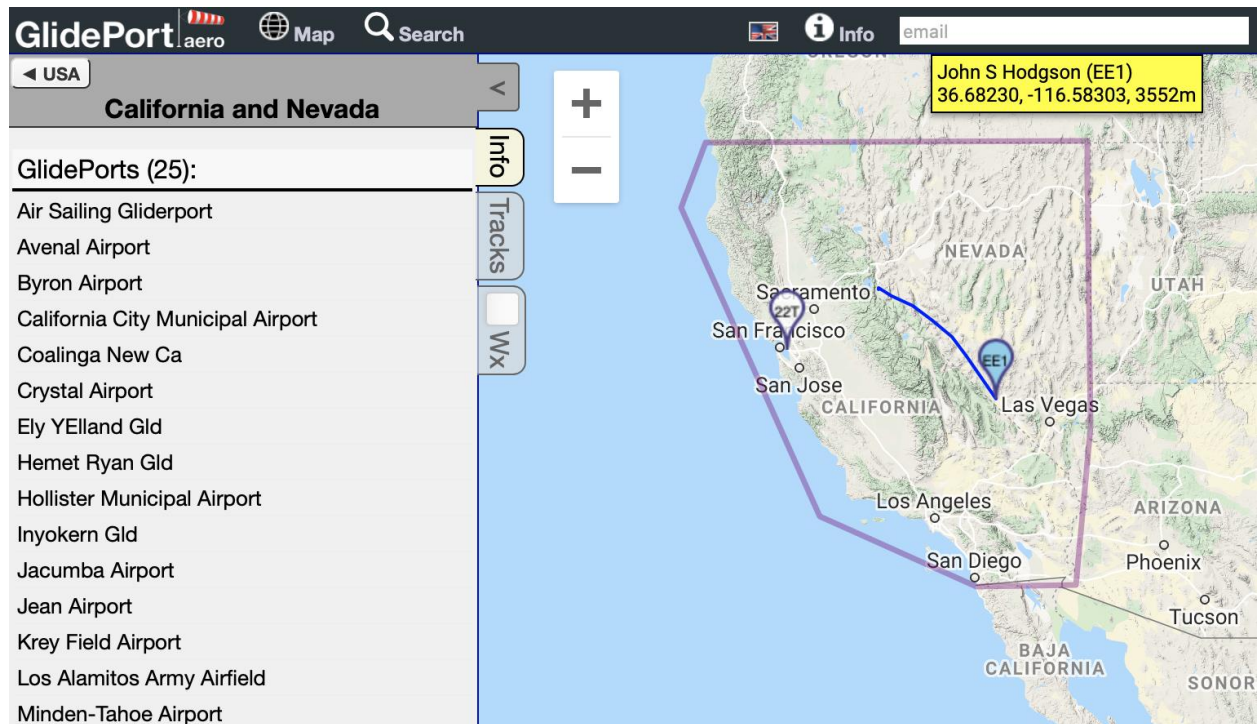 GlidePort aero
Map
Search
Info
email
◄ USA
California and Nevada
<
Info
Tracks
Wx
GlidePorts (25):
Air Sailing Gliderport
Avenal Airport
Byron Airport
California City Municipal Airport
Coalinga New Ca
Crystal Airport
Ely YElland Gld
Hemet Ryan Gld
Hollister Municipal Airport
Inyokern Gld
Jacumba Airport
Jean Airport
Krey Field Airport
Los Alamitos Army Airfield
Minden-Tahoe Airport
+
−
OREGON
John S Hodgson (EE1)
36.68230, -116.58303, 3552m
NEVADA
UTAH
Sacramento
22T
San Francisco
EE1
San Jose
CALIFORNIA
Las Vegas
Los Angeles
ARIZONA
San Diego
Phoenix
Tucson
BAJA
CALIFORNIA
SONOR